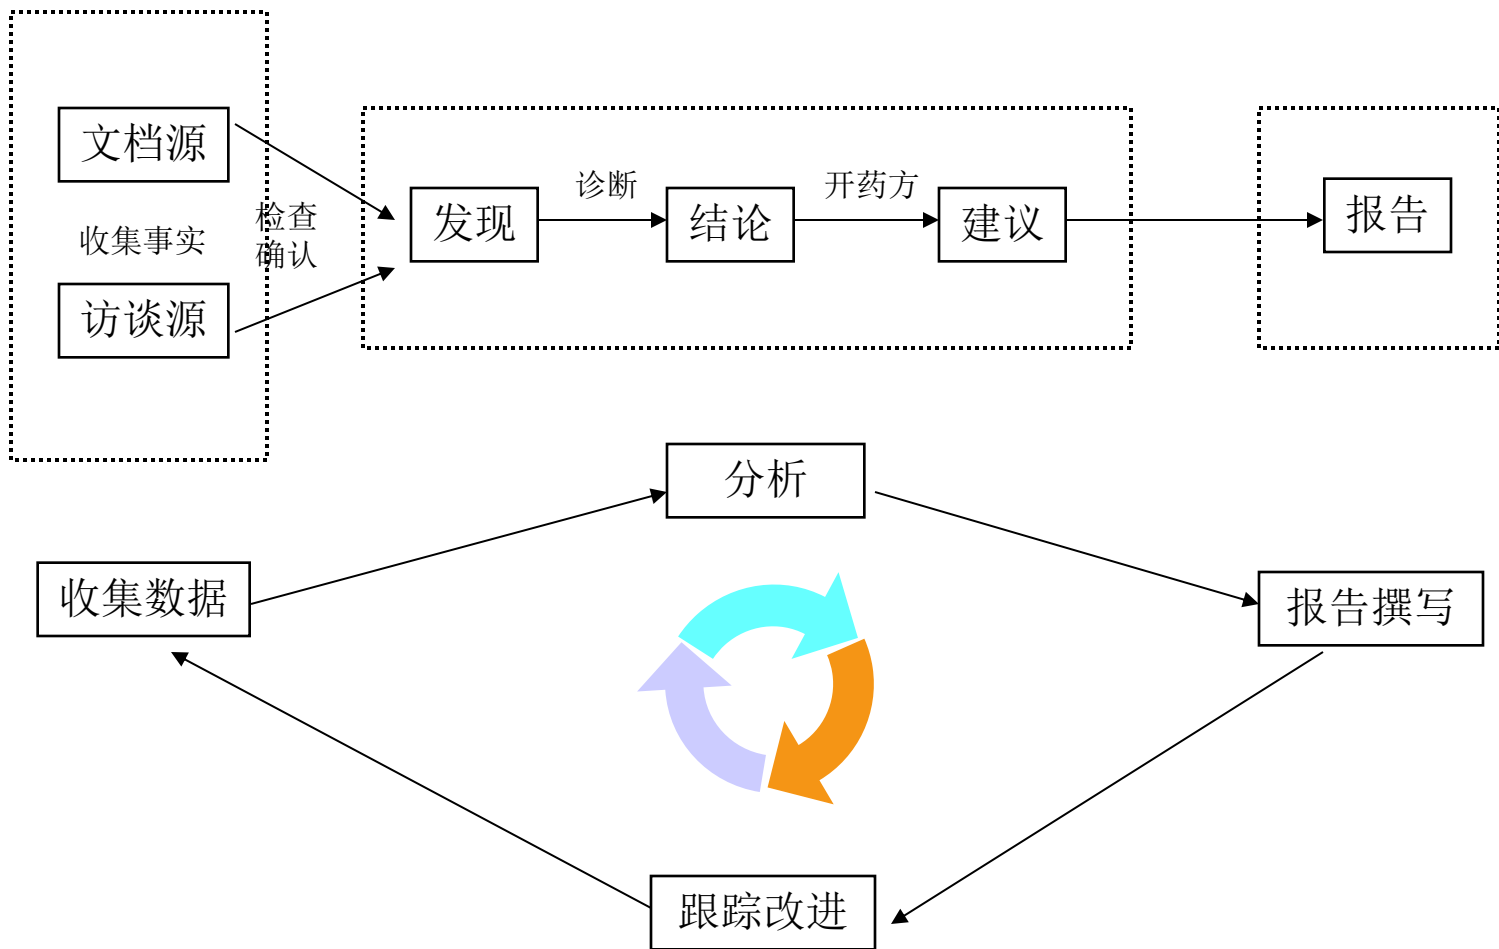 文档源
收集事实
访谈源
检查
确认
发现
诊断
结论
开药方
建议
报告
分析
收集数据
报告撰写
跟踪改进